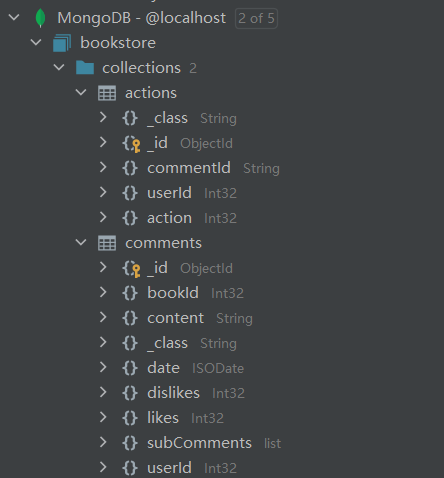 MongoDB - @localhost 2 of 5
bookstore
collections 2
actions
_class String
_id ObjectId
commentId String
userId Int32
action Int32
comments
_id ObjectId
bookId Int32
content String
_class String
date ISODate
dislikes Int32
likes Int32
subComments list
userId Int32